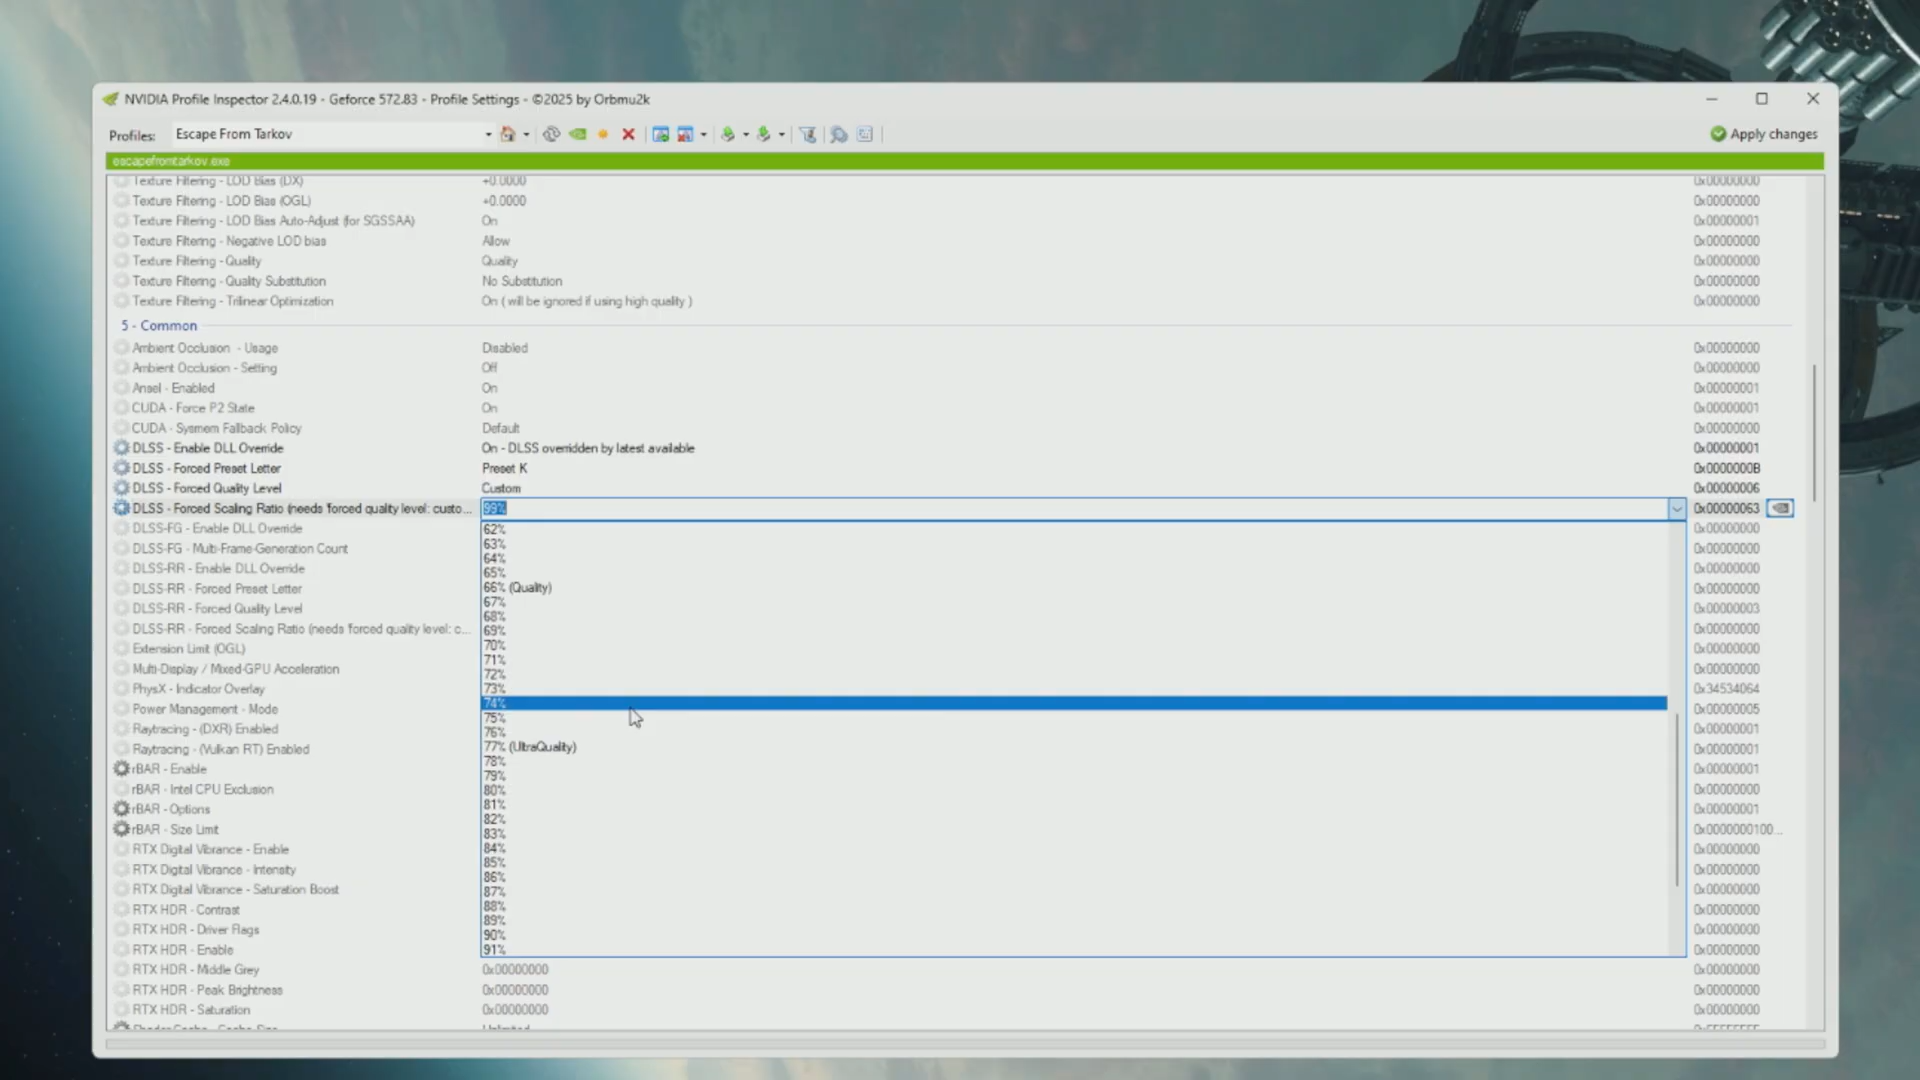 NVIDIA Profile Inspector 2.4.0.19 - Geforce 572.83 - Profile Settings - ©2025 by Orbmu2k
Profiles: Escape From Tarkov Apply changes
escapefromtarkov.exe
Texture Filtering - LOD Bias (DX) +0.0000 0x00000000
Texture Filtering - LOD Bias (OGL) +0.0000 0x00000000
Texture Filtering - LOD Bias Auto-Adjust (for SGSSAA) On 0x00000001
Texture Filtering - Negative LOD bias Allow 0x00000000
Texture Filtering - Quality Quality 0x00000000
Texture Filtering - Quality Substitution No Substitution 0x00000000
Texture Filtering - Trilinear Optimization On ( will be ignored if using high quality ) 0x00000000
5 - Common
Ambient Occlusion - Usage Disabled 0x00000000
Ambient Occlusion - Setting Off 0x00000000
Ansel - Enabled On 0x00000001
CUDA - Force P2 State On 0x00000001
CUDA - Sysmem Fallback Policy Default 0x00000000
DLSS - Enable DLL Override On - DLSS overridden by latest available 0x00000001
DLSS - Forced Preset Letter Preset K 0x0000000B
DLSS - Forced Quality Level Custom 0x00000006
DLSS - Forced Scaling Ratio (needs 'forced quality level: custo... 99% 0x00000063
DLSS-FG - Enable DLL Override 62% 0x00000000
63%
DLSS-FG - Multi-Frame-Generation Count 0x00000000
64%
DLSS-RR - Enable DLL Override 65% 0x00000000
DLSS-RR - Forced Preset Letter 66% (Quality) 0x00000000
67%
DLSS-RR - Forced Quality Level 68% 0x00000003
DLSS-RR - Forced Scaling Ratio (needs 'forced quality level: c... 69% 0x00000000
Extension Limit (OGL) 70% 0x00000000
71%
Multi-Display / Mixed-GPU Acceleration 72% 0x00000000
PhysX - Indicator Overlay 73% 0x34534064
74%
Power Management - Mode 75% 0x00000005
Raytracing - (DXR) Enabled 76% 0x00000001
Raytracing - (Vulkan RT) Enabled 77% (UltraQuality) 0x00000001
78%
rBAR - Enable 79% 0x00000001
rBAR - Intel CPU Exclusion 80% 0x00000000
81%
rBAR - Options 82% 0x00000001
rBAR - Size Limit 83% 0x0000000100...
RTX Digital Vibrance - Enable 84% 0x00000000
85%
RTX Digital Vibrance - Intensity 86% 0x00000000
RTX Digital Vibrance - Saturation Boost 87% 0x00000000
RTX HDR - Contrast 88% 0x00000000
89%
RTX HDR - Driver Flags 90% 0x00000000
RTX HDR - Enable 91% 0x00000000
RTX HDR - Middle Grey 0x00000000 0x00000000
RTX HDR - Peak Brightness 0x00000000 0x00000000
RTX HDR - Saturation 0x00000000 0x00000000
Shader Cache - Cache Size Unlimited